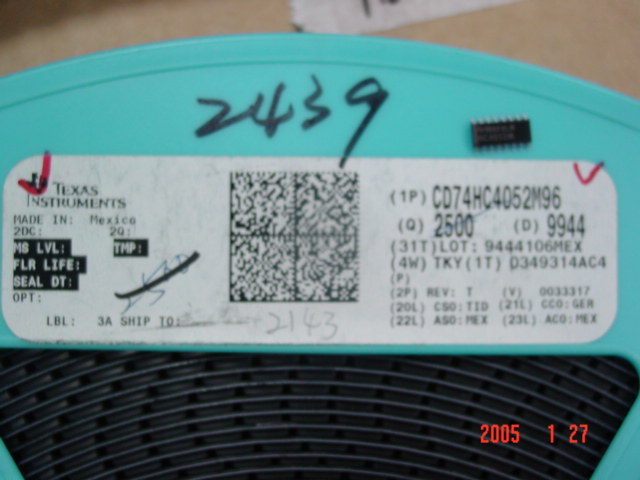 2439
TEXAS
INSTRUMENTS
MADE IN: Mexico
2DC: 2Q:
MS LVL: TMP:
FLR LIFE:
SEAL DT:
OPT:
LBL: 3A SHIP TO:
2143
(1P) CD74HC4052M96
(Q) 2500 (D) 9944
(31T) LOT: 9444106MEX
(4W) TKY (1T) 0349314AC4
(P)
(2P) REV: T (V) 0033317
(20L) CSO: TID (21L) CCO: GER
(22L) ASO: MEX (23L) ACO: MEX
2005 1 27